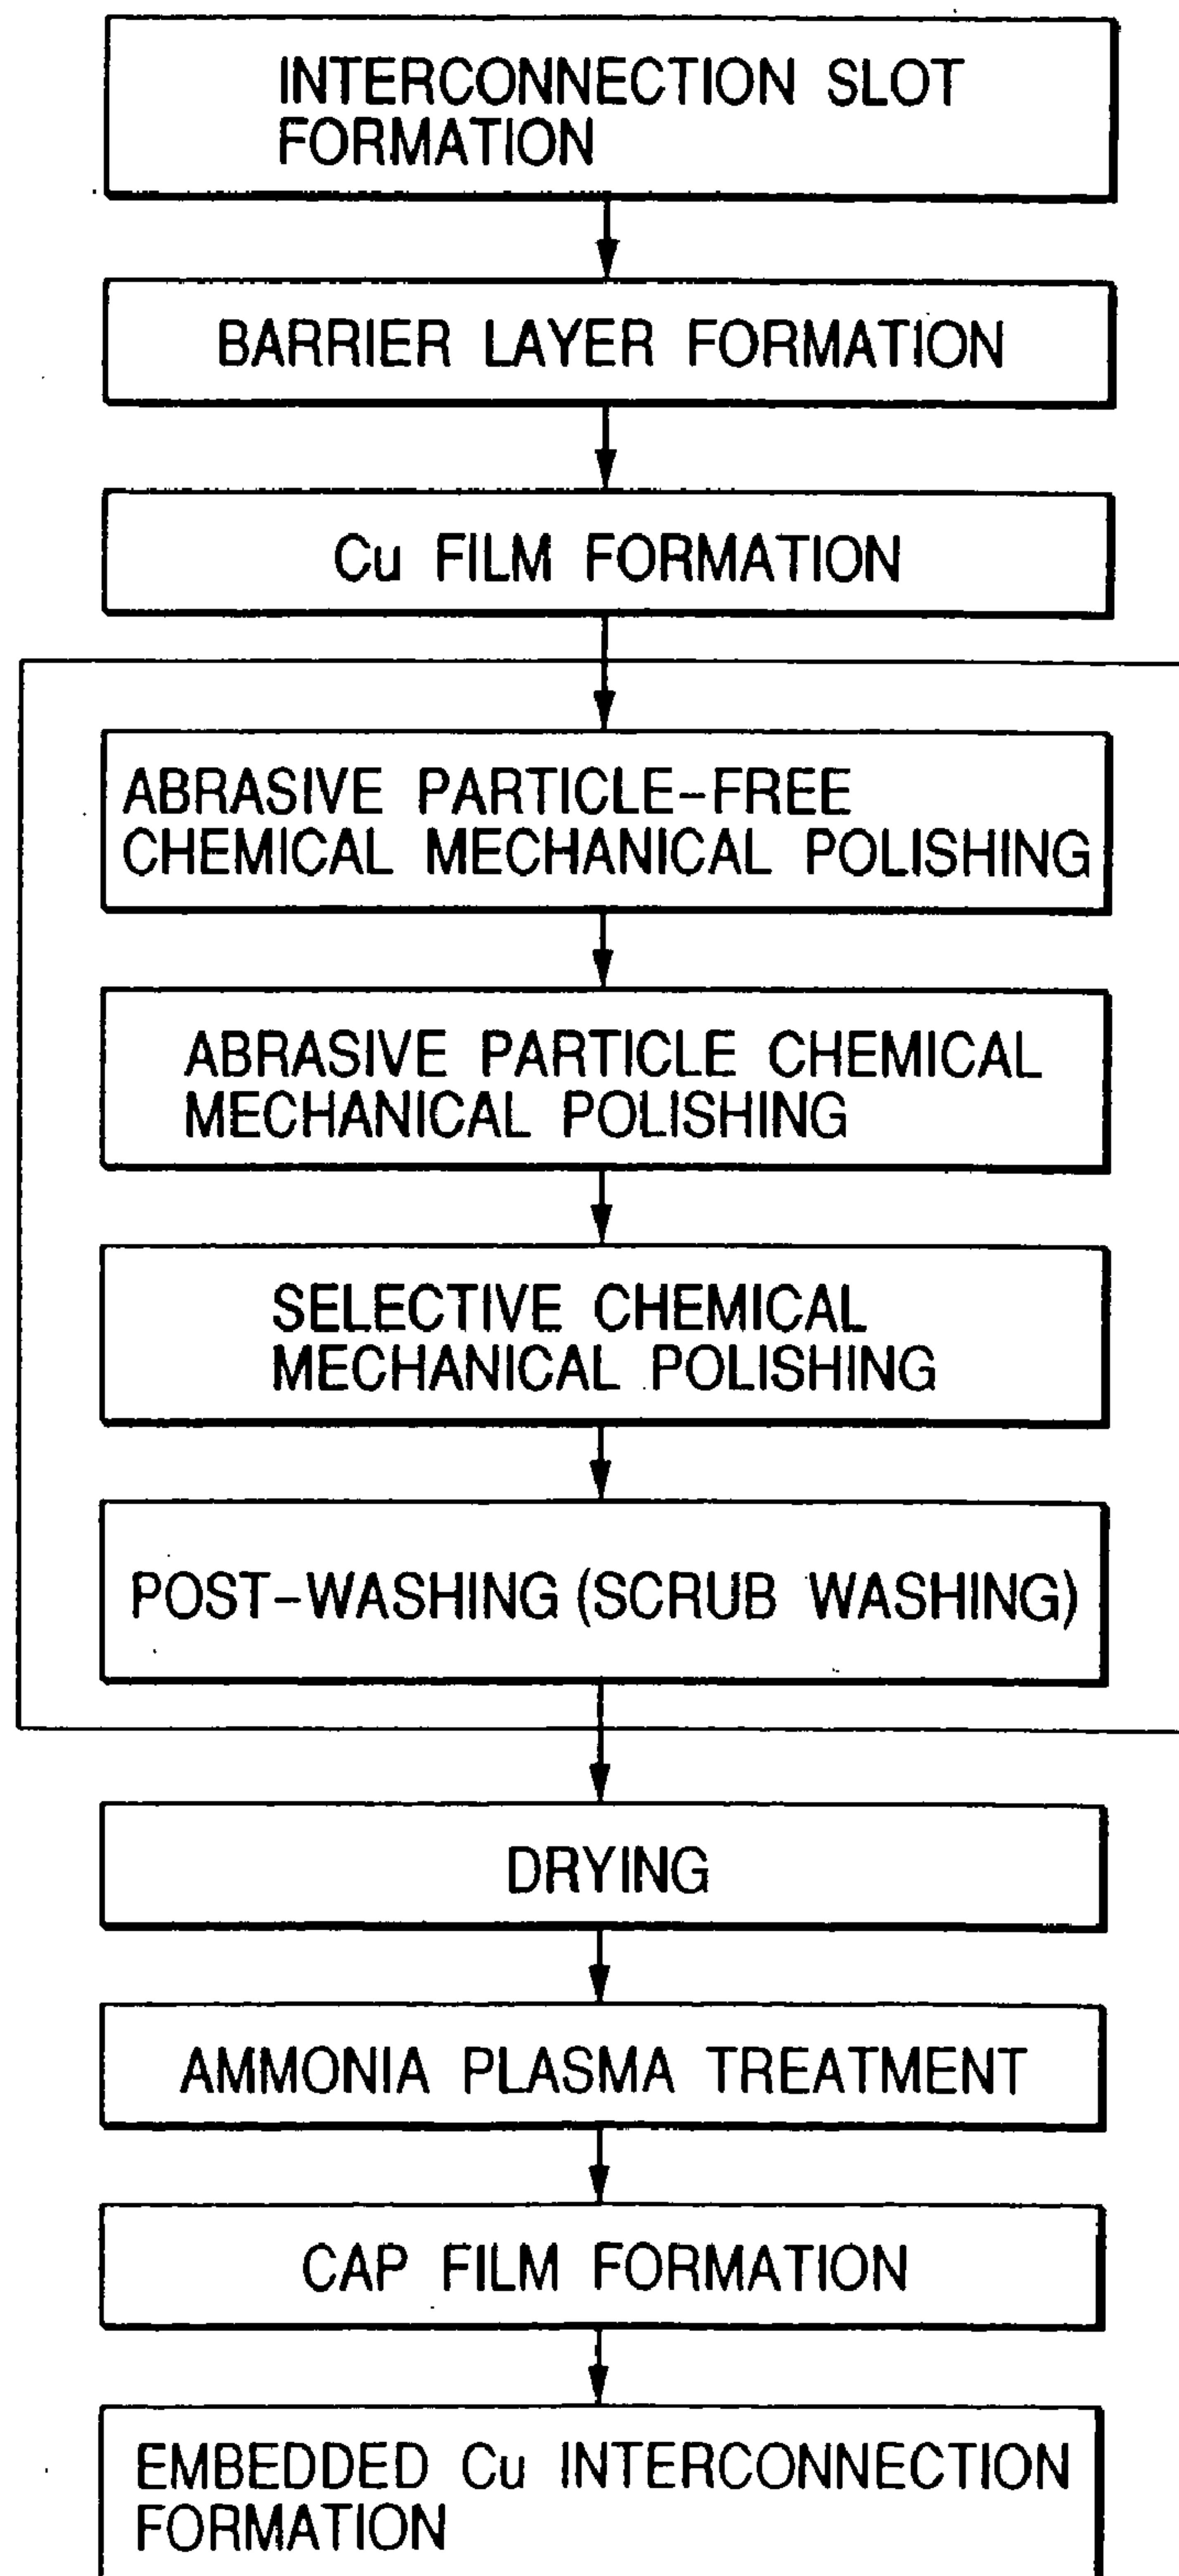 INTERCONNECTION SLOT
FORMATION
BARRIER LAYER FORMATION
Cu FILM FORMATION
ABRASIVE PARTICLE-FREE
CHEMICAL MECHANICAL POLISHING
ABRASIVE PARTICLE CHEMICAL
MECHANICAL POLISHING
SELECTIVE CHEMICAL
MECHANICAL POLISHING
POST-WASHING (SCRUB WASHING)
DRYING
AMMONIA PLASMA TREATMENT
CAP FILM FORMATION
EMBEDDED Cu INTERCONNECTION
FORMATION